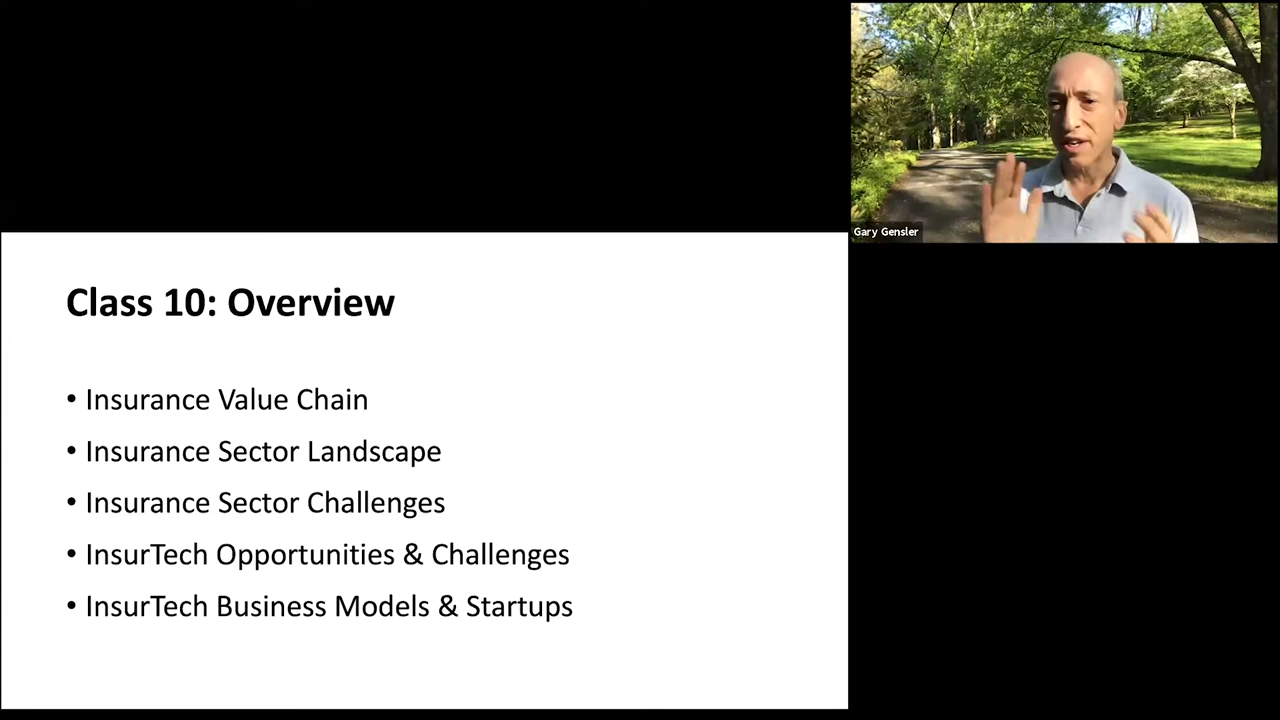 Gary Gensler
Class 10: Overview
• Insurance Value Chain
• Insurance Sector Landscape
• Insurance Sector Challenges
• InsurTech Opportunities & Challenges
• InsurTech Business Models & Startups